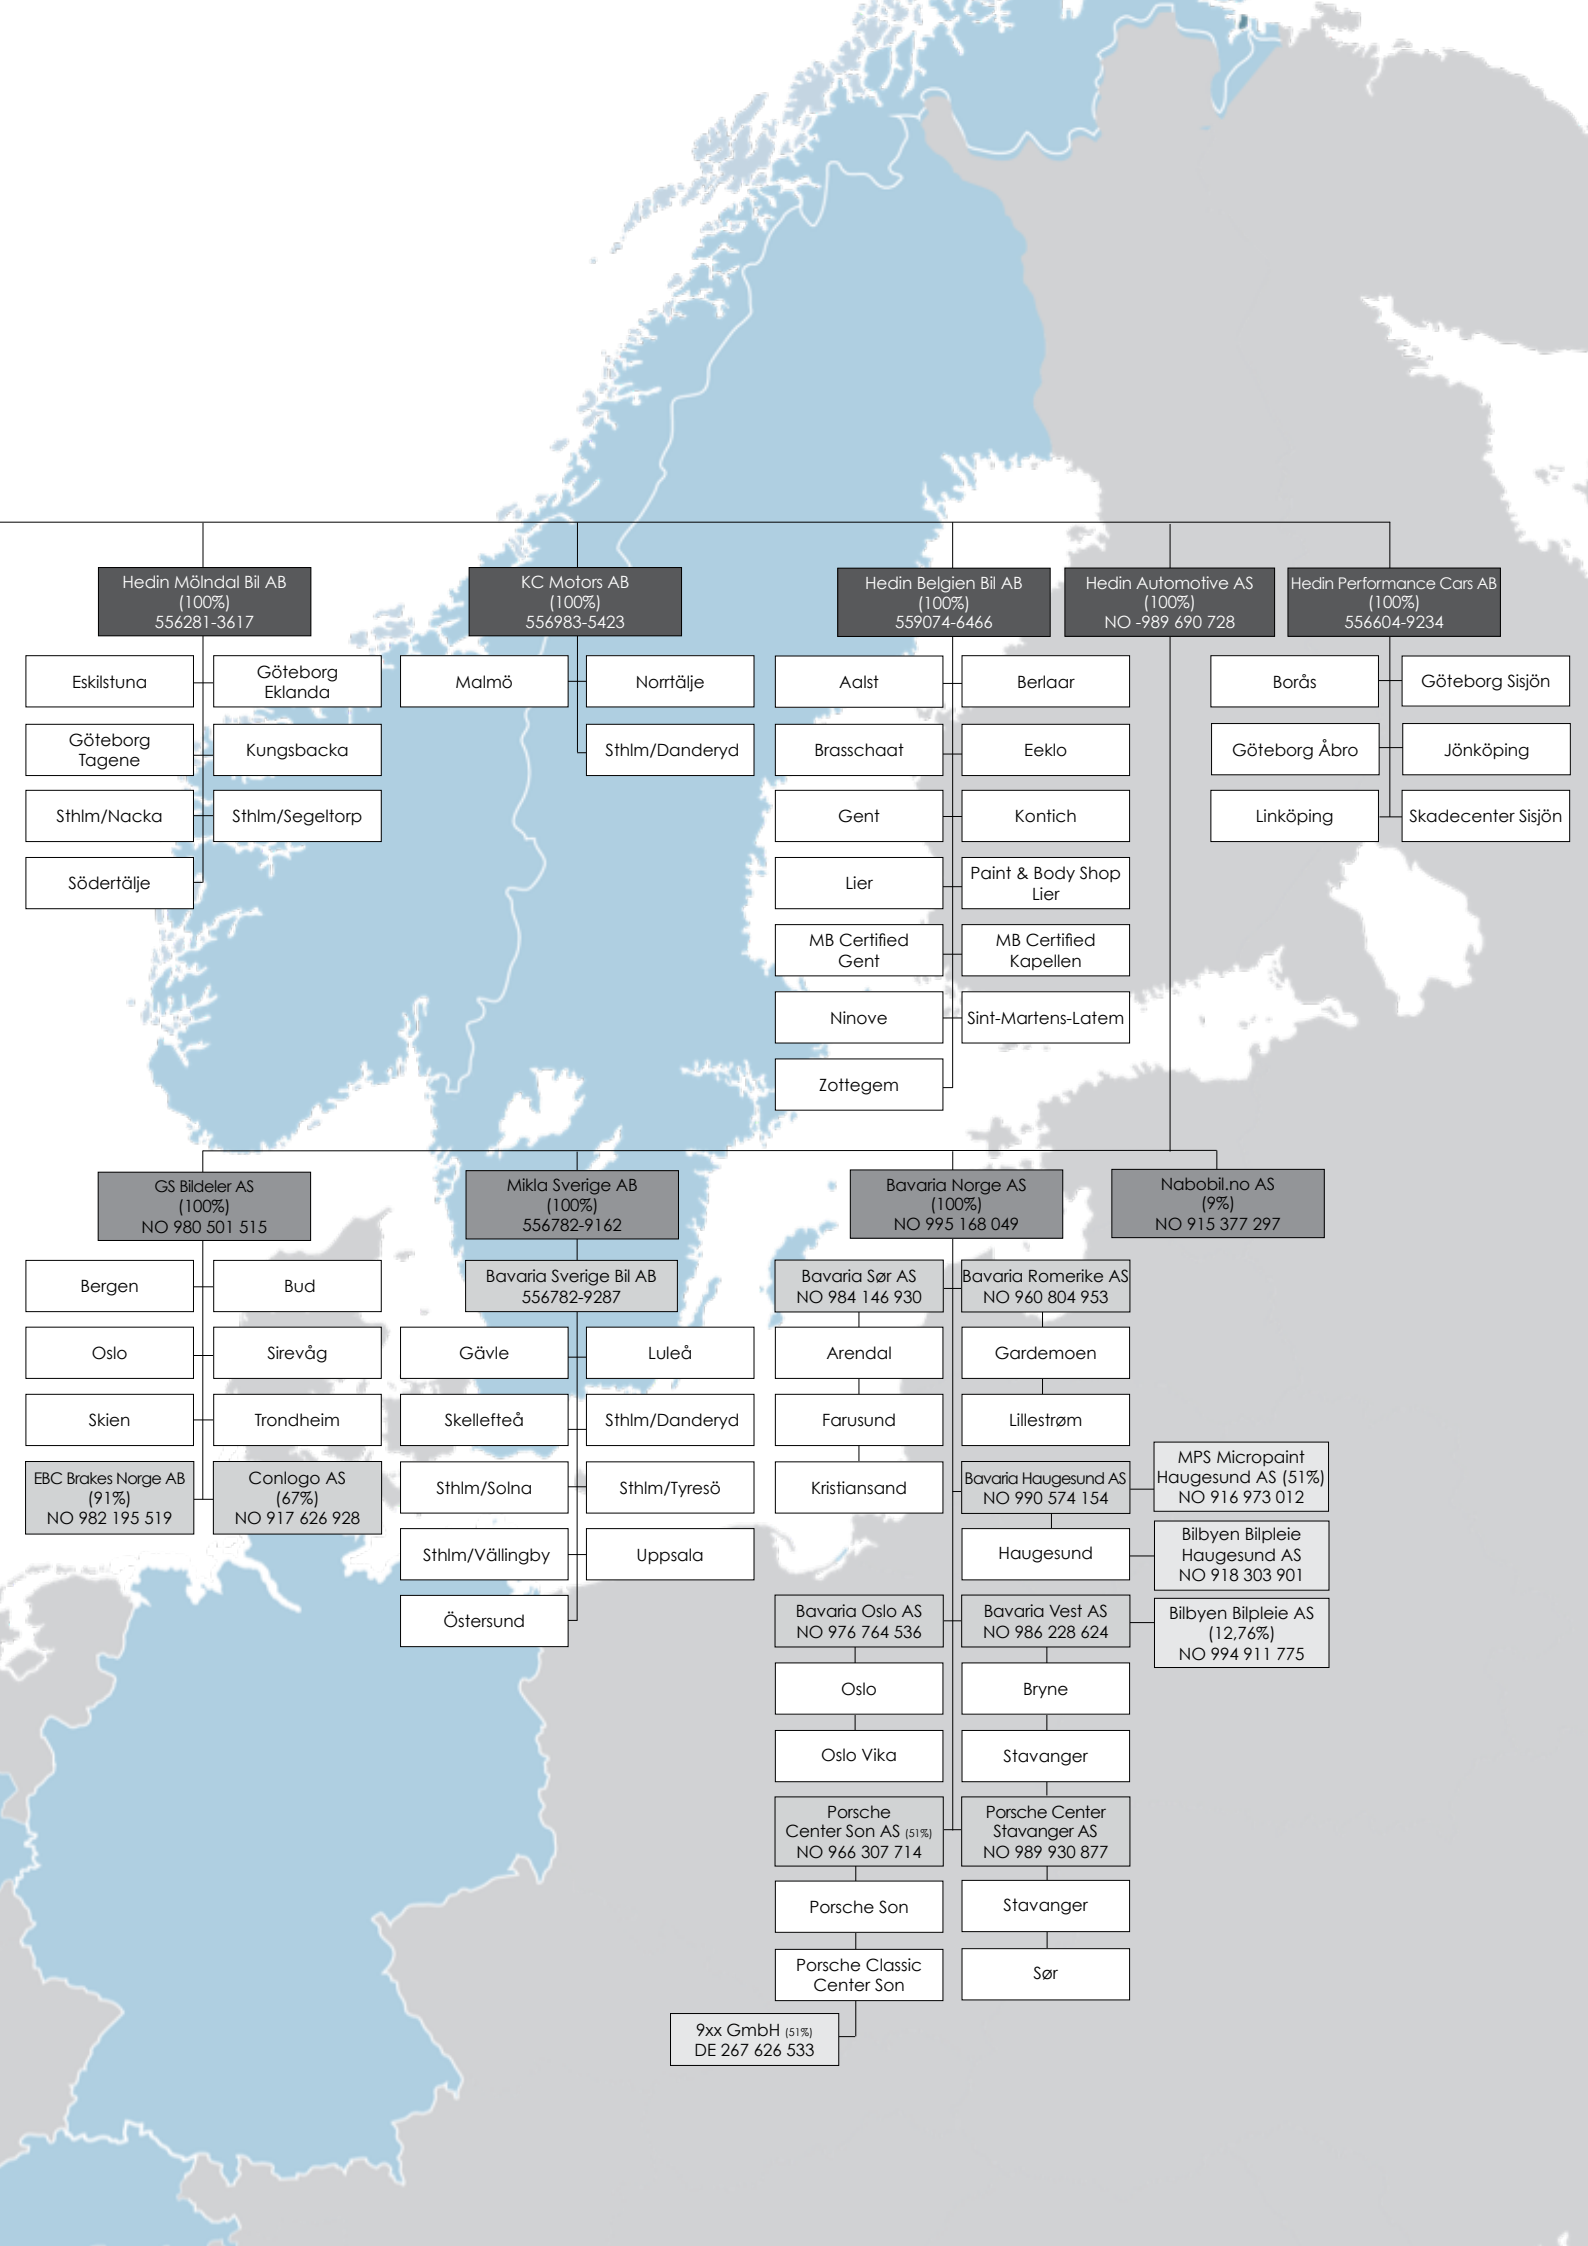 Hedin Mölndal Bil AB
(100%)
556281-3617
KC Motors AB
(100%)
556983-5423
Hedin Belgien Bil AB
(100%)
559074-6466
Hedin Automotive AS
(100%)
NO -989 690 728
Hedin Performance Cars AB
(100%)
556604-9234
Eskilstuna
Göteborg
Eklanda
Göteborg
Tagene
Kungsbacka
Sthlm/Nacka
Sthlm/Segeltorp
Södertälje
Malmö
Norrtälje
Sthlm/Danderyd
Aalst
Berlaar
Brasschaat
Eeklo
Gent
Kontich
Lier
Paint & Body Shop
Lier
MB Certified
Gent
MB Certified
Kapellen
Ninove
Sint-Martens-Latem
Zottegem
Borås
Göteborg Sisjön
Göteborg Åbro
Jönköping
Linköping
Skadecenter Sisjön
GS Bildeler AS
(100%)
NO 980 501 515
Mikla Sverige AB
(100%)
556782-9162
Bavaria Norge AS
(100%)
NO 995 168 049
Nabobil.no AS
(9%)
NO 915 377 297
Bergen
Bud
Oslo
Sirevåg
Skien
Trondheim
EBC Brakes Norge AB
(91%)
NO 982 195 519
Conlogo AS
(67%)
NO 917 626 928
Bavaria Sverige Bil AB
556782-9287
Gävle
Luleå
Skellefteå
Sthlm/Danderyd
Sthlm/Solna
Sthlm/Tyresö
Sthlm/Vällingby
Uppsala
Östersund
Bavaria Sør AS
NO 984 146 930
Bavaria Romerike AS
NO 960 804 953
Arendal
Gardemoen
Farusund
Lillestrøm
Kristiansand
Bavaria Haugesund AS
NO 990 574 154
MPS Micropaint
Haugesund AS (51%)
NO 916 973 012
Haugesund
Bilbyen Bilpleie
Haugesund AS
NO 918 303 901
Bavaria Oslo AS
NO 976 764 536
Bavaria Vest AS
NO 986 228 624
Bilbyen Bilpleie AS
(12,76%)
NO 994 911 775
Oslo
Bryne
Oslo Vika
Stavanger
Porsche
Center Son AS (51%)
NO 966 307 714
Porsche Center
Stavanger AS
NO 989 930 877
Porsche Son
Stavanger
Porsche Classic
Center Son
Sør
9xx GmbH (51%)
DE 267 626 533